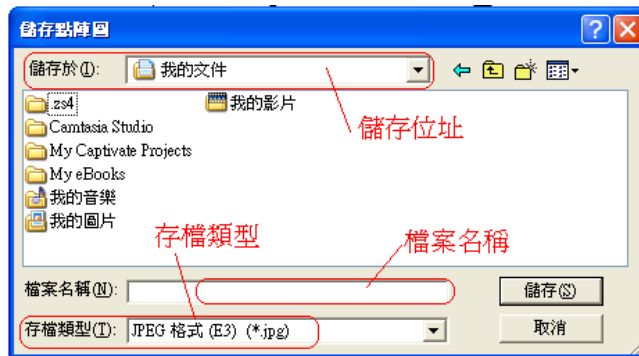 儲存點陣圖
儲存於(I): 我的文件
.zs4 我的影片
Camtasia Studio
儲存位址
My Captivate Projects
My eBooks
我的音樂
我的圖片
存檔類型
檔案名稱
檔案名稱(N): 儲存(S)
存檔類型(T): JPEG 格式 (E3) (*.jpg) 取消